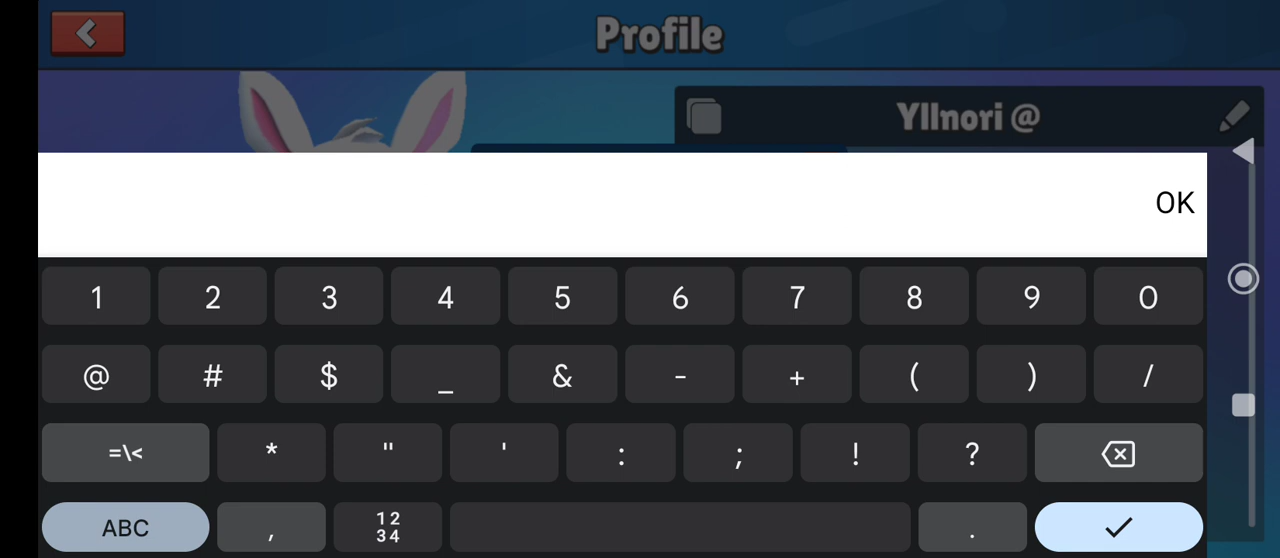 Profile
Yllnori @
OK
1 2 3 4 5 6 7 8 9 0
@ # $ _ & - + ( ) /
=\< * " ' : ; ! ?
ABC , 12 34 .